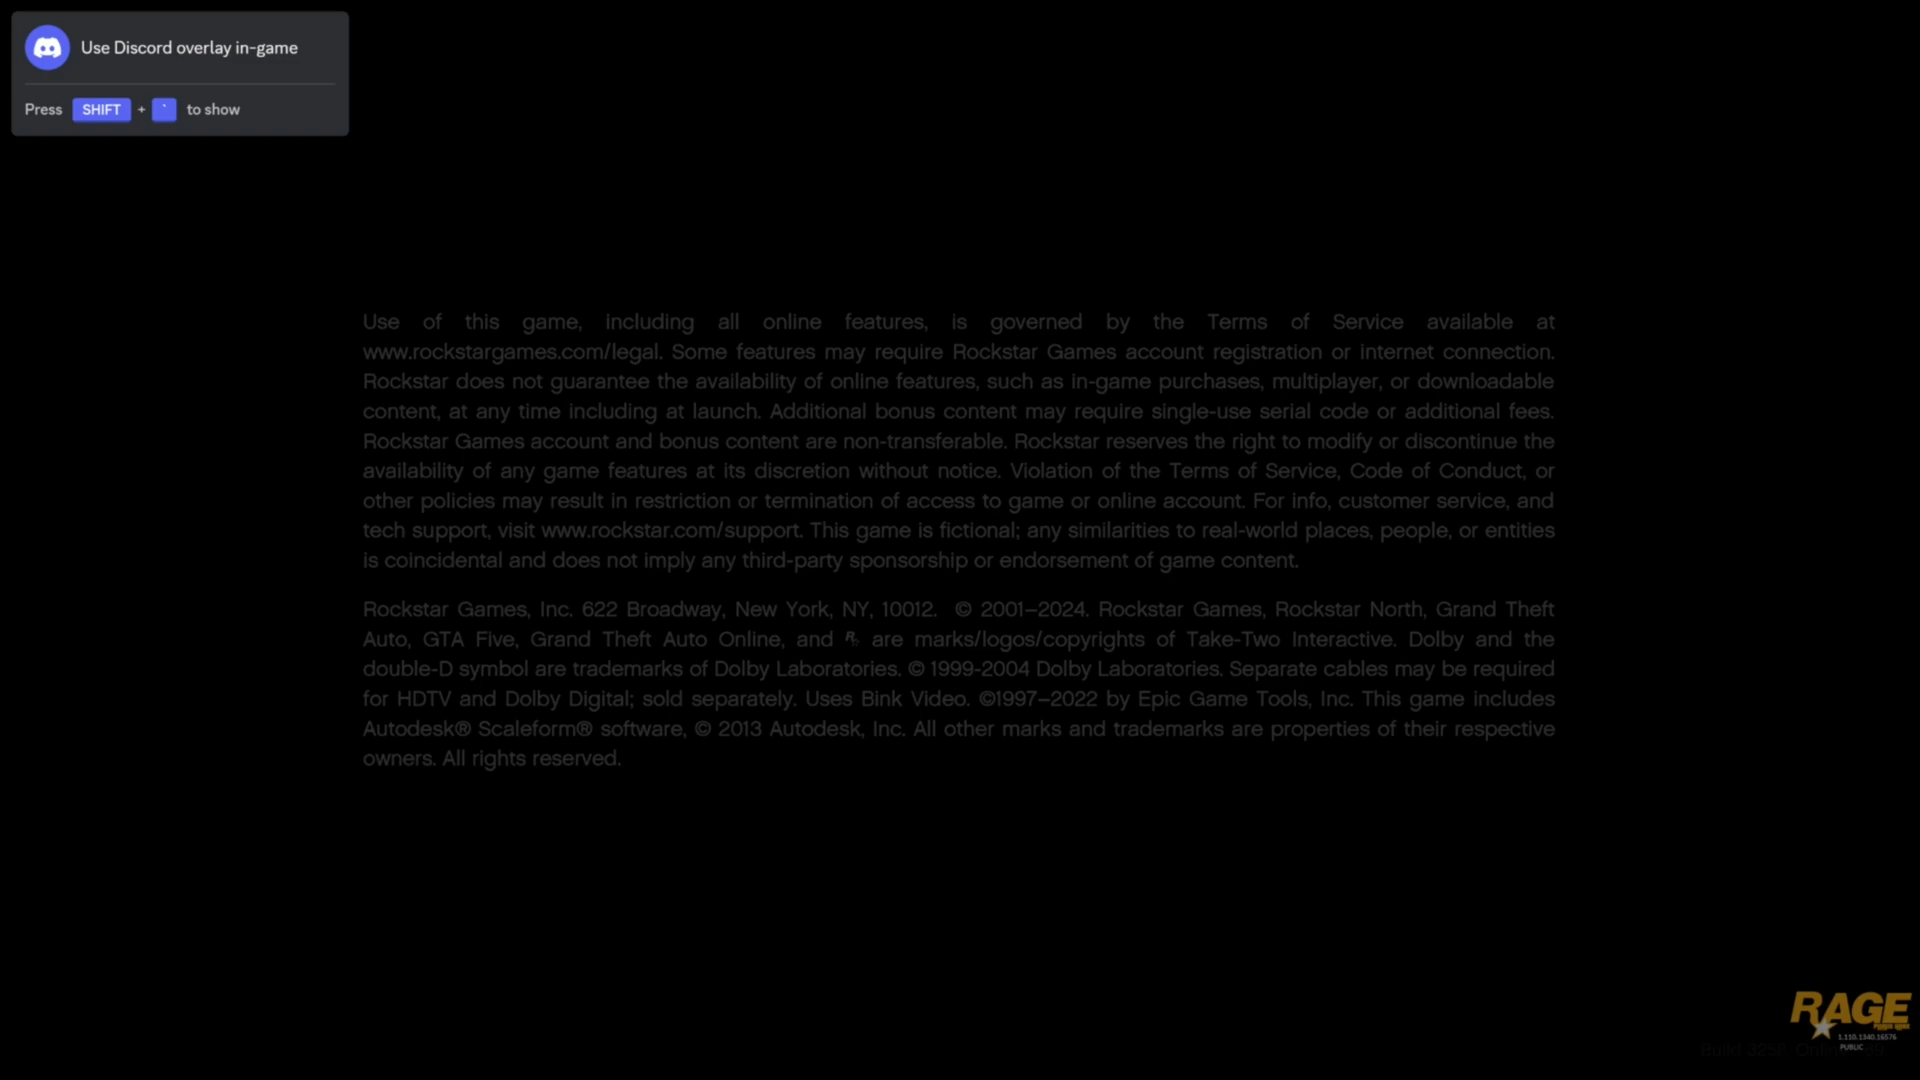 Use Discord overlay in-game
Press SHIFT + ` to show
Use of this game, including all online features, is governed by the Terms of Service available at
www.rockstargames.com/legal. Some features may require Rockstar Games account registration or internet connection.
Rockstar does not guarantee the availability of online features, such as in-game purchases, multiplayer, or downloadable
content, at any time including at launch. Additional bonus content may require single-use serial code or additional fees.
Rockstar Games account and bonus content are non-transferable. Rockstar reserves the right to modify or discontinue the
availability of any game features at its discretion without notice. Violation of the Terms of Service, Code of Conduct, or
other policies may result in restriction or termination of access to game or online account. For info, customer service, and
tech support, visit www.rockstar.com/support. This game is fictional; any similarities to real-world places, people, or entities
is coincidental and does not imply any third-party sponsorship or endorsement of game content.
Rockstar Games, Inc. 622 Broadway, New York, NY, 10012. © 2001–2024. Rockstar Games, Rockstar North, Grand Theft
Auto, GTA Five, Grand Theft Auto Online, and R are marks/logos/copyrights of Take-Two Interactive. Dolby and the
double-D symbol are trademarks of Dolby Laboratories. © 1999-2004 Dolby Laboratories. Separate cables may be required
for HDTV and Dolby Digital; sold separately. Uses Bink Video. ©1997–2022 by Epic Game Tools, Inc. This game includes
Autodesk® Scaleform® software, © 2013 Autodesk, Inc. All other marks and trademarks are properties of their respective
owners. All rights reserved.
RAGE
1.110.1340.16576
PUBLIC
Build